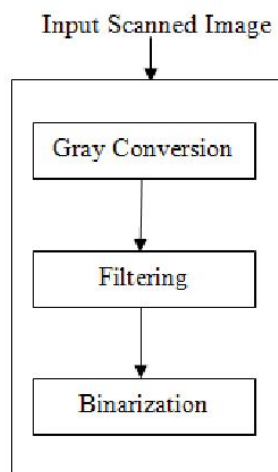 Input Scanned Image
Gray Conversion
Filtering
Binarization